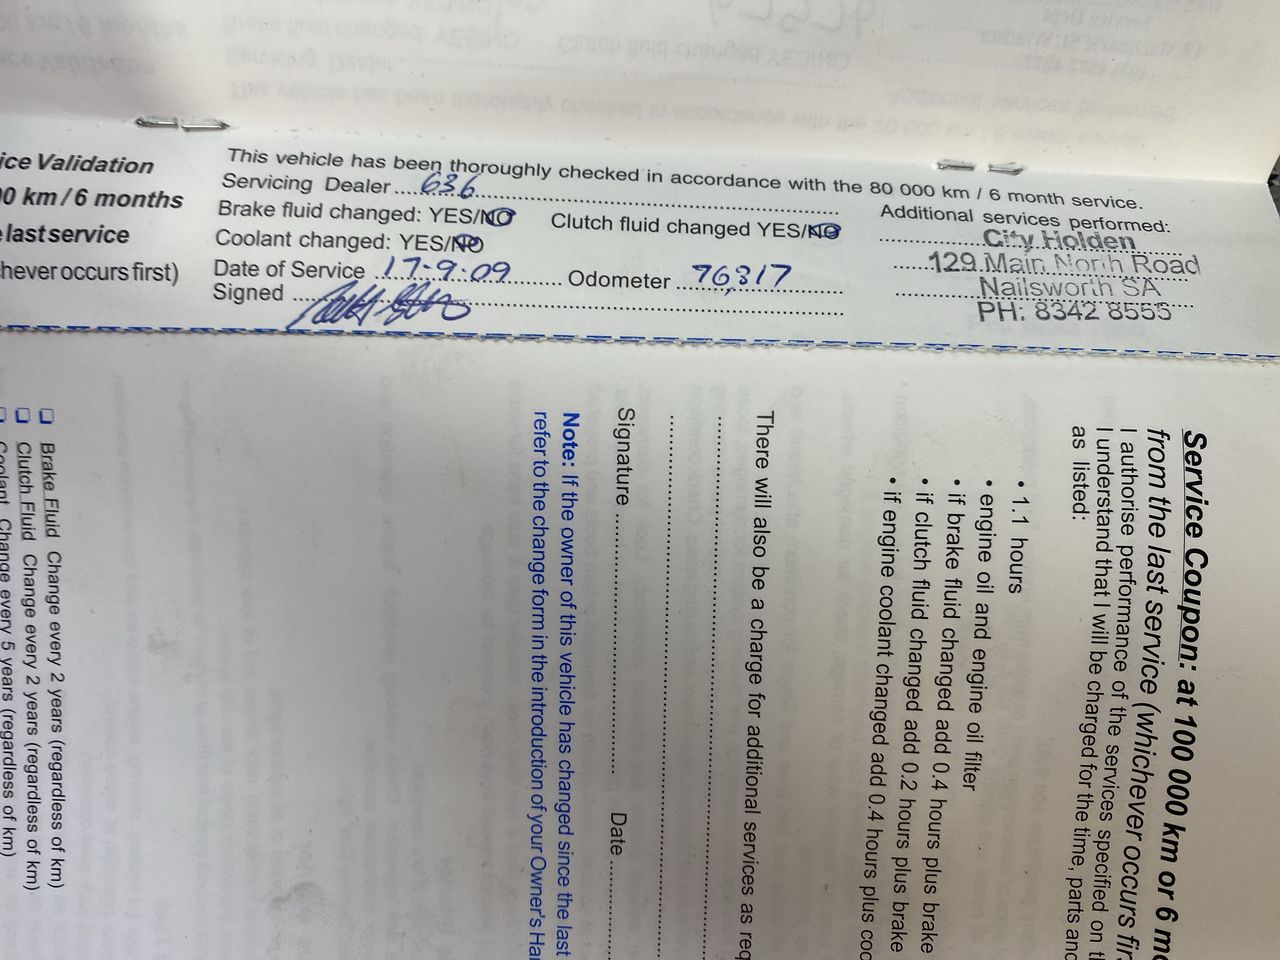 ice Validation
00 km / 6 months
last service
hever occurs first)
This vehicle has been thoroughly checked in accordance with the 80 000 km / 6 month service.
Servicing Dealer.... 636
Brake fluid changed: YES/NO
Clutch fluid changed YES/NO
Coolant changed: YES/NO
Date of Service 17-9-09
Odometer 76,817
Signed
Additional services performed:
City Holden
129 Main North Road
Nailsworth SA
PH: 8342 8555
Service Coupon: at 100 000 km or 6 mo
from the last service (whichever occurs fir
I authorise performance of the services specified on th
I understand that I will be charged for the time, parts and
as listed:
• 1.1 hours
• engine oil and engine oil filter
• if brake fluid changed add 0.4 hours plus brake
• if clutch fluid changed add 0.2 hours plus brake
• if engine coolant changed add 0.4 hours plus coo
There will also be a charge for additional services as req
Signature
Date
Note: If the owner of this vehicle has changed since the last
refer to the change form in the introduction of your Owner's Ha
Brake Fluid Change every 2 years (regardless of km)
Clutch Fluid Change every 2 years (regardless of km)
Coolant Change every 5 years (regardless of km)